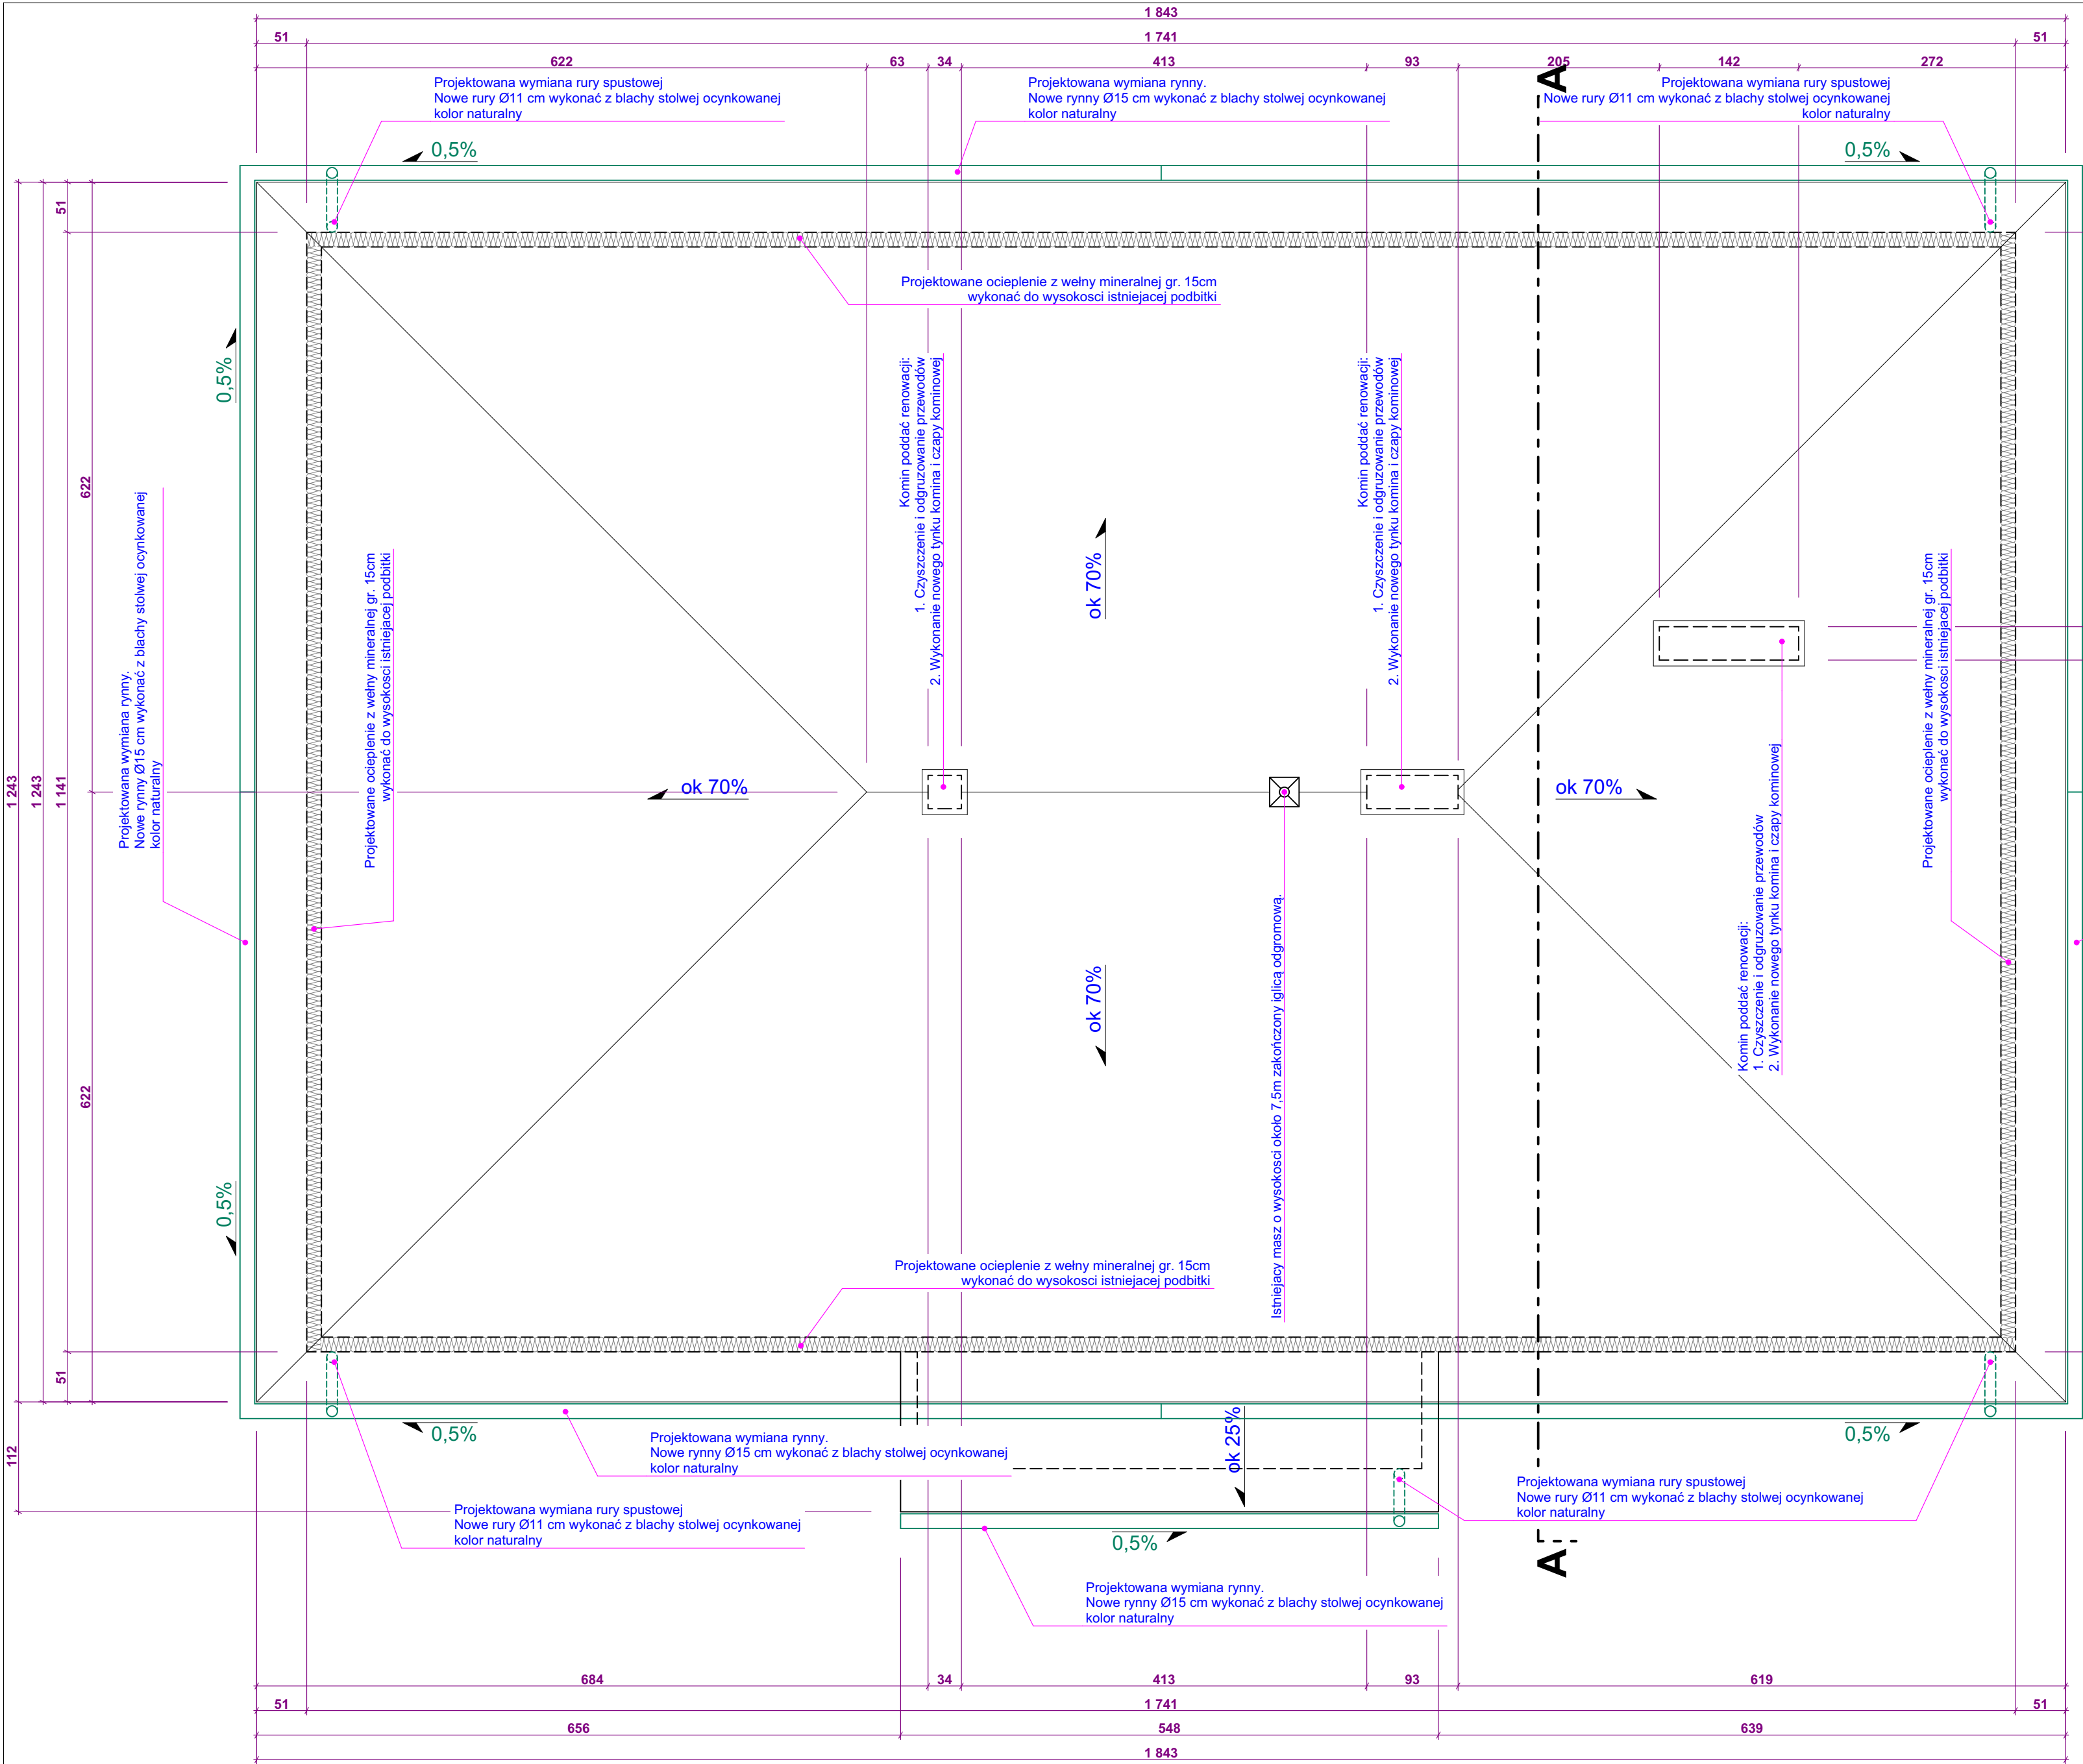 1 843
51
1 741
51
622
63
34
413
93
205
142
272
Projektowana wymiana rury spustowej
Nowe rury Ø11 cm wykonać z blachy stolwej ocynkowanej
kolor naturalny
Projektowana wymiana rynny.
Nowe rynny Ø15 cm wykonać z blachy stolwej ocynkowanej
kolor naturalny
A
Projektowana wymiana rury spustowej
Nowe rury Ø11 cm wykonać z blachy stolwej ocynkowanej
kolor naturalny
0,5%
0,5%
51
Projektowane ocieplenie z wełny mineralnej gr. 15cm
wykonać do wysokosci istniejacej podbitki
0,5%
622
1 243
1 243
1 141
Projektowana wymiana rynny.
Nowe rynny Ø15 cm wykonać z blachy stolwej ocynkowanej
kolor naturalny
Projektowane ocieplenie z wełny mineralnej gr. 15cm
wykonać do wysokosci istniejacej podbitki
Komin poddać renowacji:
1. Czyszczenie i odgruzowanie przewodów
2. Wykonanie nowego tynku komina i czapy kominowej
ok 70%
Komin poddać renowacji:
1. Czyszczenie i odgruzowanie przewodów
2. Wykonanie nowego tynku komina i czapy kominowej
Projektowane ocieplenie z wełny mineralnej gr. 15cm
wykonać do wysokosci istniejacej podbitki
ok 70%
ok 70%
Komin poddać renowacji:
1. Czyszczenie i odgruzowanie przewodów
2. Wykonanie nowego tynku komina i czapy kominowej
ok 70%
Istniejacy masz o wysokosci około 7,5m zakończony iglicą odgromową.
622
0,5%
Projektowane ocieplenie z wełny mineralnej gr. 15cm
wykonać do wysokosci istniejacej podbitki
51
112
0,5%
Projektowana wymiana rynny.
Nowe rynny Ø15 cm wykonać z blachy stolwej ocynkowanej
kolor naturalny
ok 25%
0,5%
Projektowana wymiana rury spustowej
Nowe rury Ø11 cm wykonać z blachy stolwej ocynkowanej
kolor naturalny
Projektowana wymiana rury spustowej
Nowe rury Ø11 cm wykonać z blachy stolwej ocynkowanej
kolor naturalny
0,5%
A
Projektowana wymiana rynny.
Nowe rynny Ø15 cm wykonać z blachy stolwej ocynkowanej
kolor naturalny
684
34
413
93
619
51
1 741
51
656
548
639
1 843